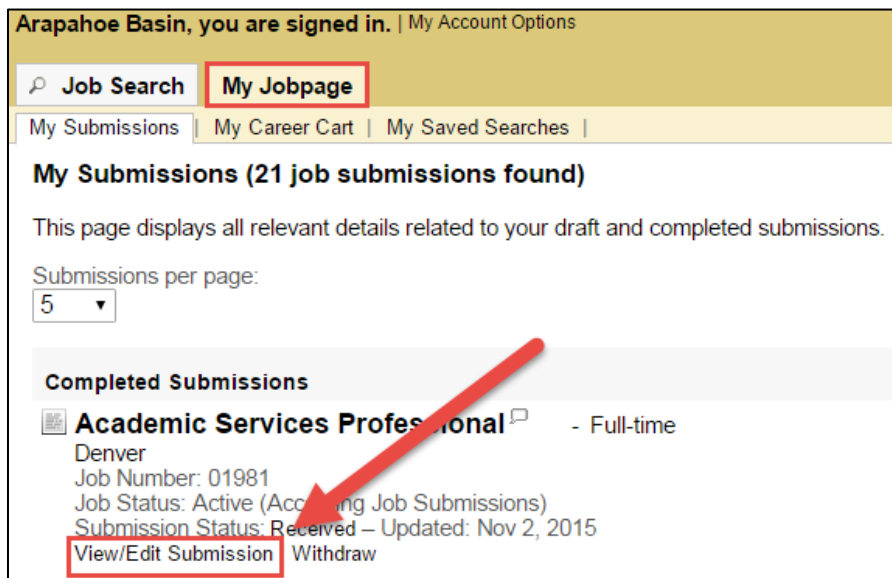 Arapahoe Basin, you are signed in. | My Account Options
Job Search My Jobpage
My Submissions | My Career Cart | My Saved Searches |
My Submissions (21 job submissions found)
This page displays all relevant details related to your draft and completed submissions.
Submissions per page:
5
Completed Submissions
Academic Services Professional - Full-time
Denver
Job Number: 01981
Job Status: Active (Accepting Job Submissions)
Submission Status: Received – Updated: Nov 2, 2015
View/Edit Submission Withdraw